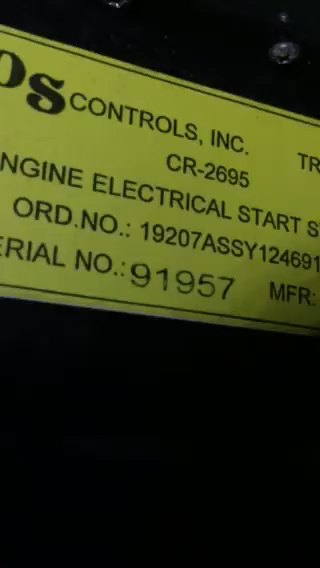 os CONTROLS, INC. TR
CR-2695
NGINE ELECTRICAL START S
ORD.NO.: 19207ASSY124691
ERIAL NO.: 91957 MFR: